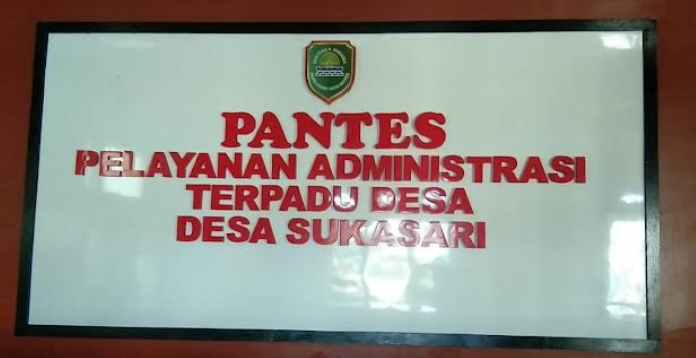 PANTES
PELAYANAN ADMINISTRASI
TERPADU DESA
DESA SUKASARI